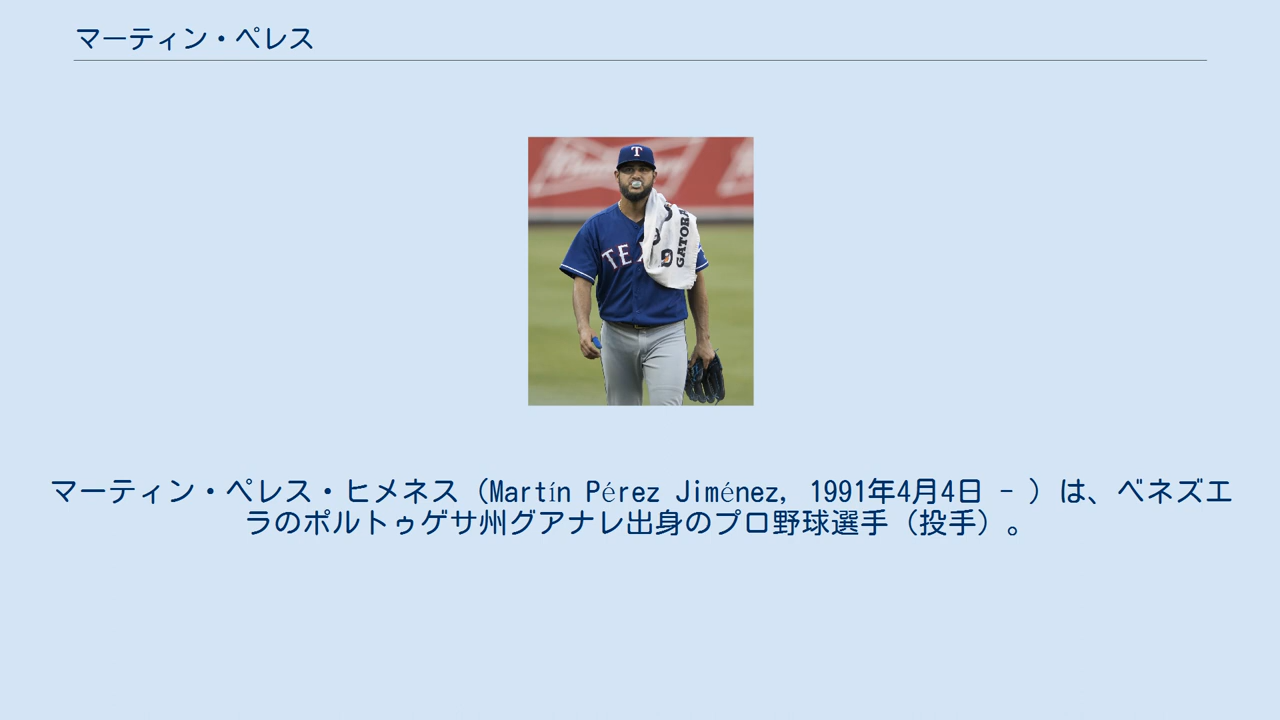 マーティン・ペレス
T
TE
GATORA
マーティン・ペレス・ヒメネス（Martín Pérez Jiménez, 1991年4月4日 - ）は、ベネズエ
ラのポルトゥゲサ州グアナレ出身のプロ野球選手（投手）。